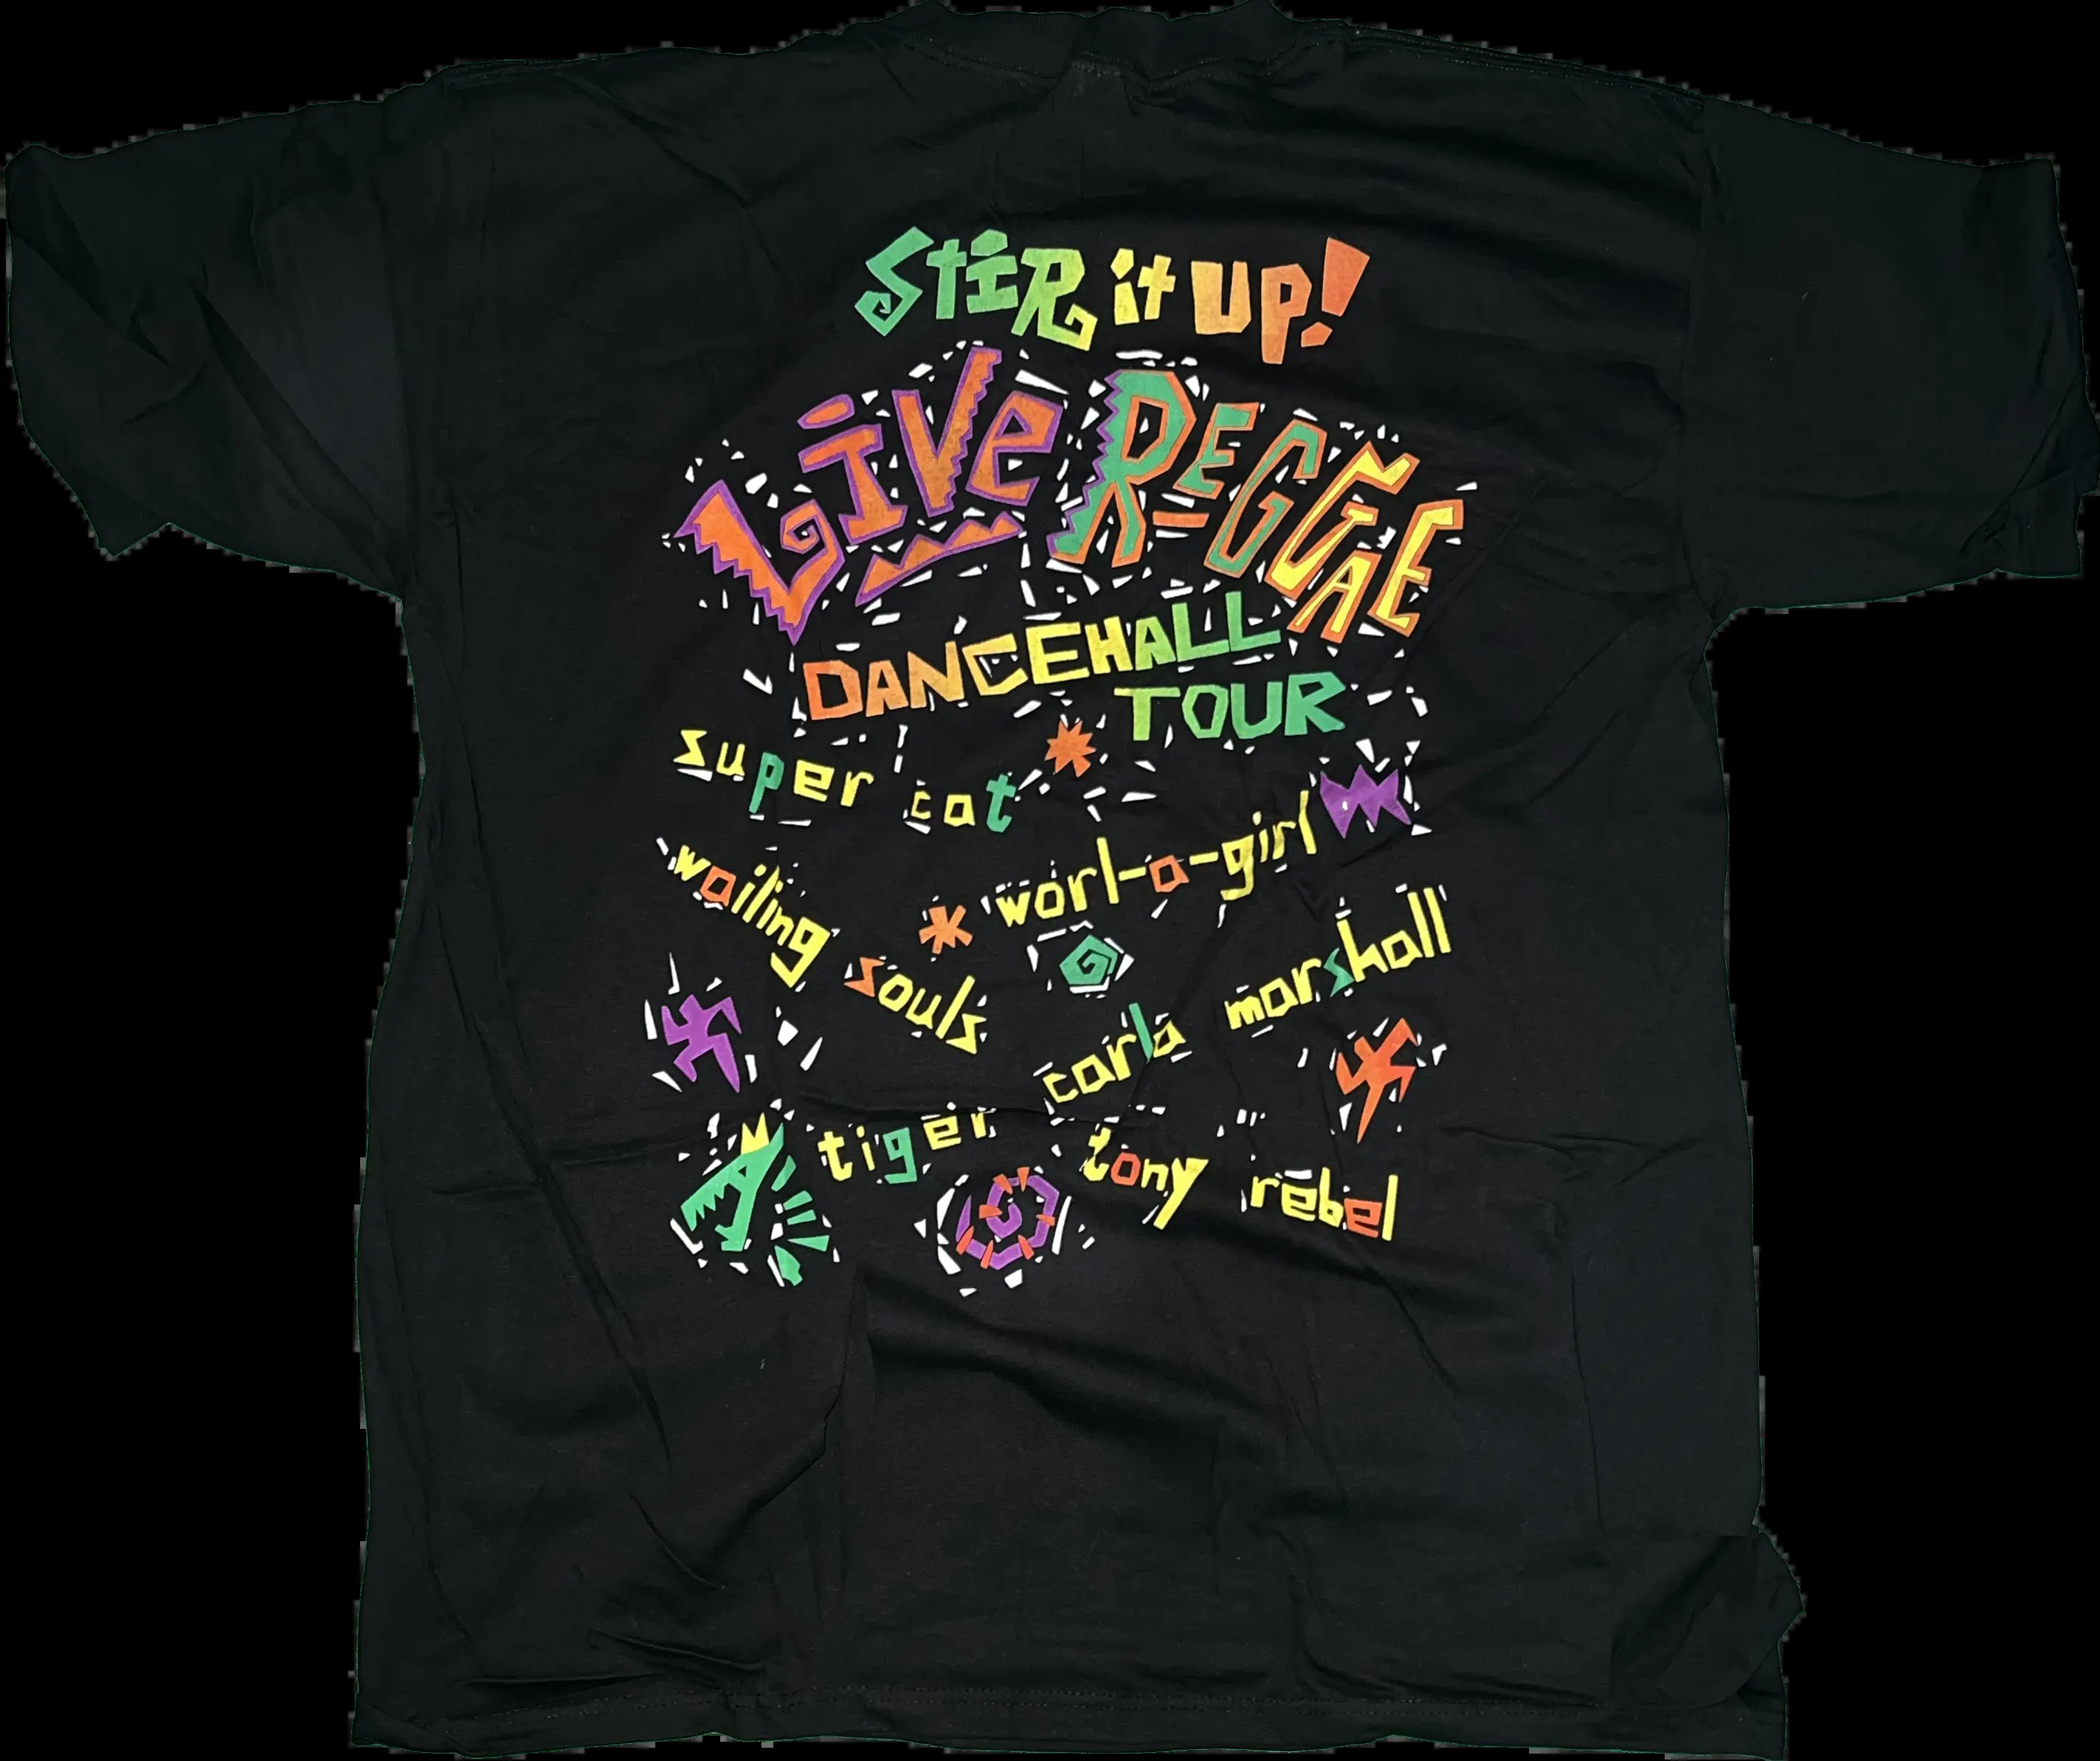 STiR it UP!
LiVe REGGAE
DANCEHALL
TOUR
super cat
worl-a-girl
wailing souls
carla marshall
tiger
tony rebel